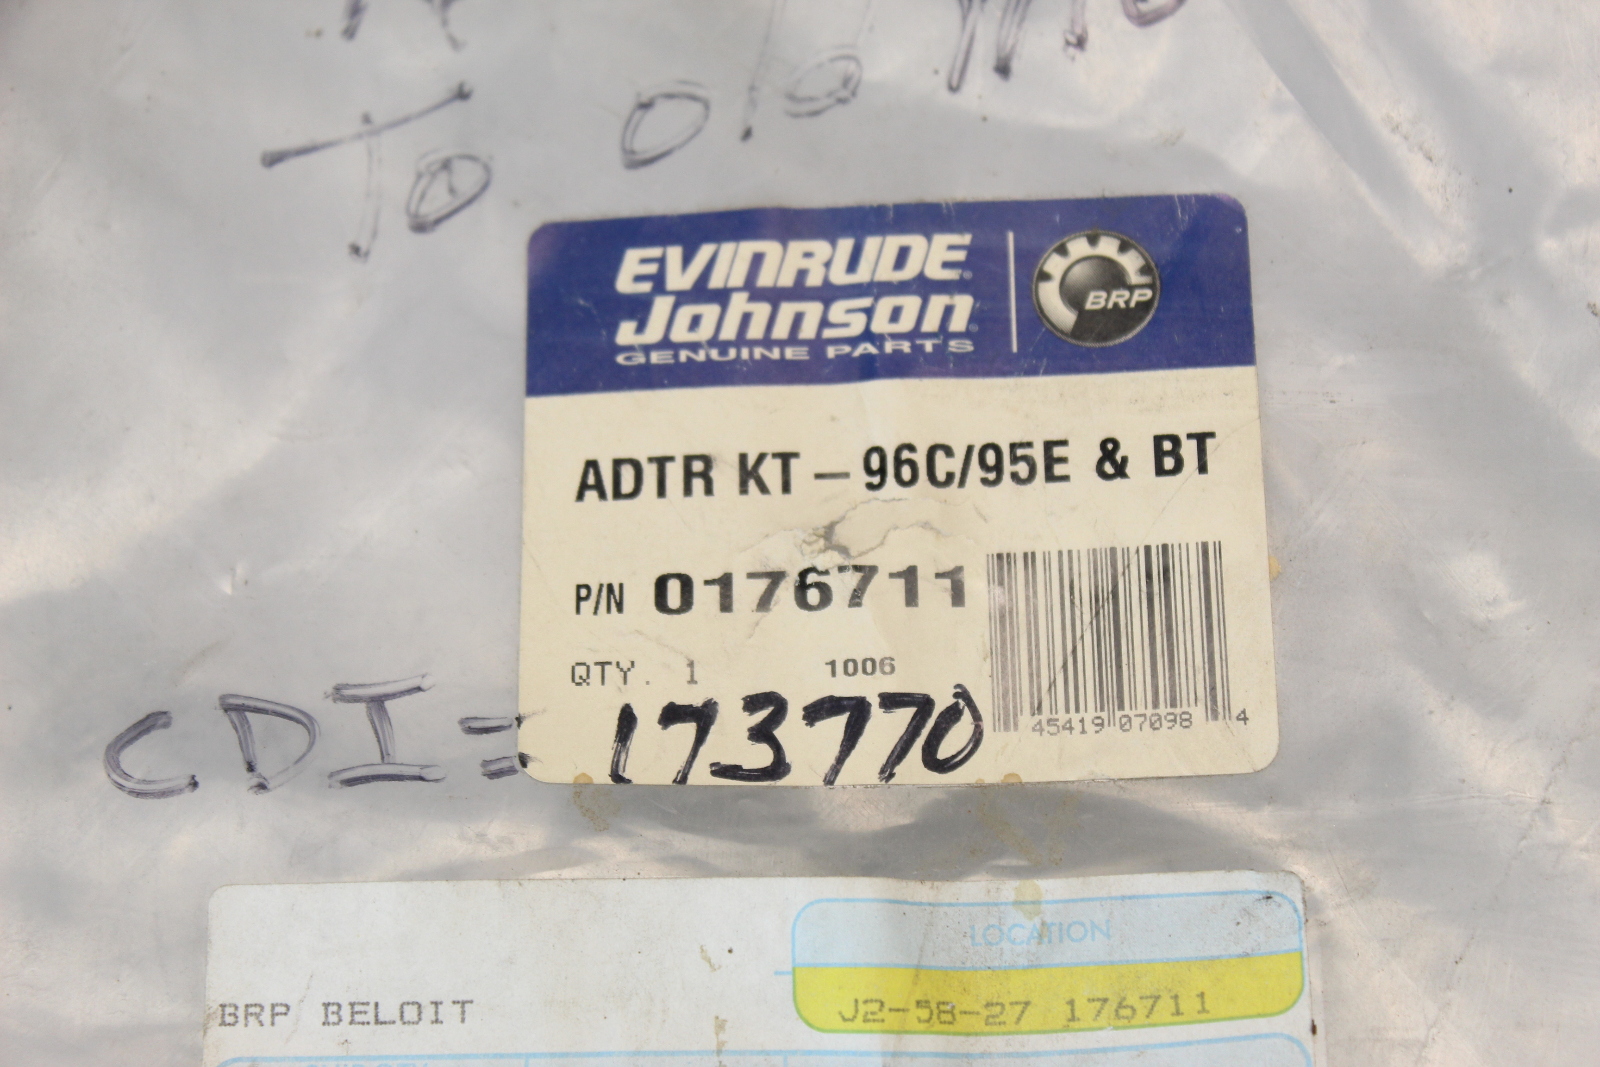 To
EVINRUDE
Johnson
GENUINE PARTS
BRP
ADTR KT – 96C/95E & BT
P/N 0176711
QTY. 1 1006
45419 07098 4
CDI = 173770
LOCATION
BRP BELOIT J2-58-27 176711